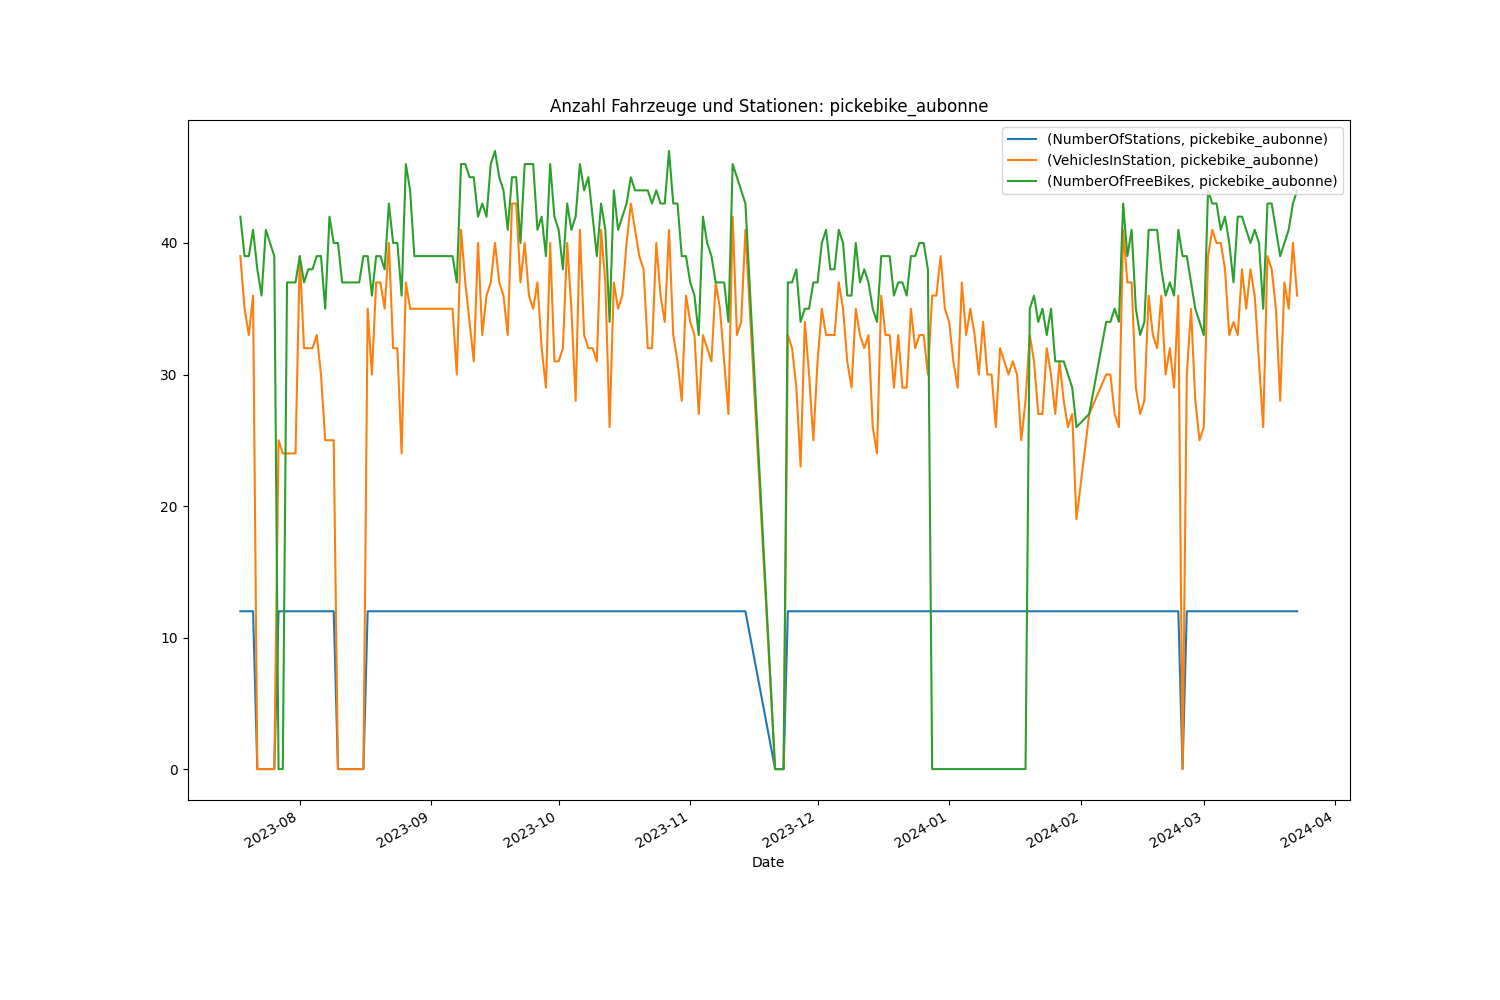 Anzahl Fahrzeuge und Stationen: pickebike_aubonne
(NumberOfStations, pickebike_aubonne)
(VehiclesInStation, pickebike_aubonne)
(NumberOfFreeBikes, pickebike_aubonne)
40
30
20
10
0
2023-08
2023-09
2023-10
2023-11
2023-12
2024-01
2024-02
2024-03
2024-04
Date